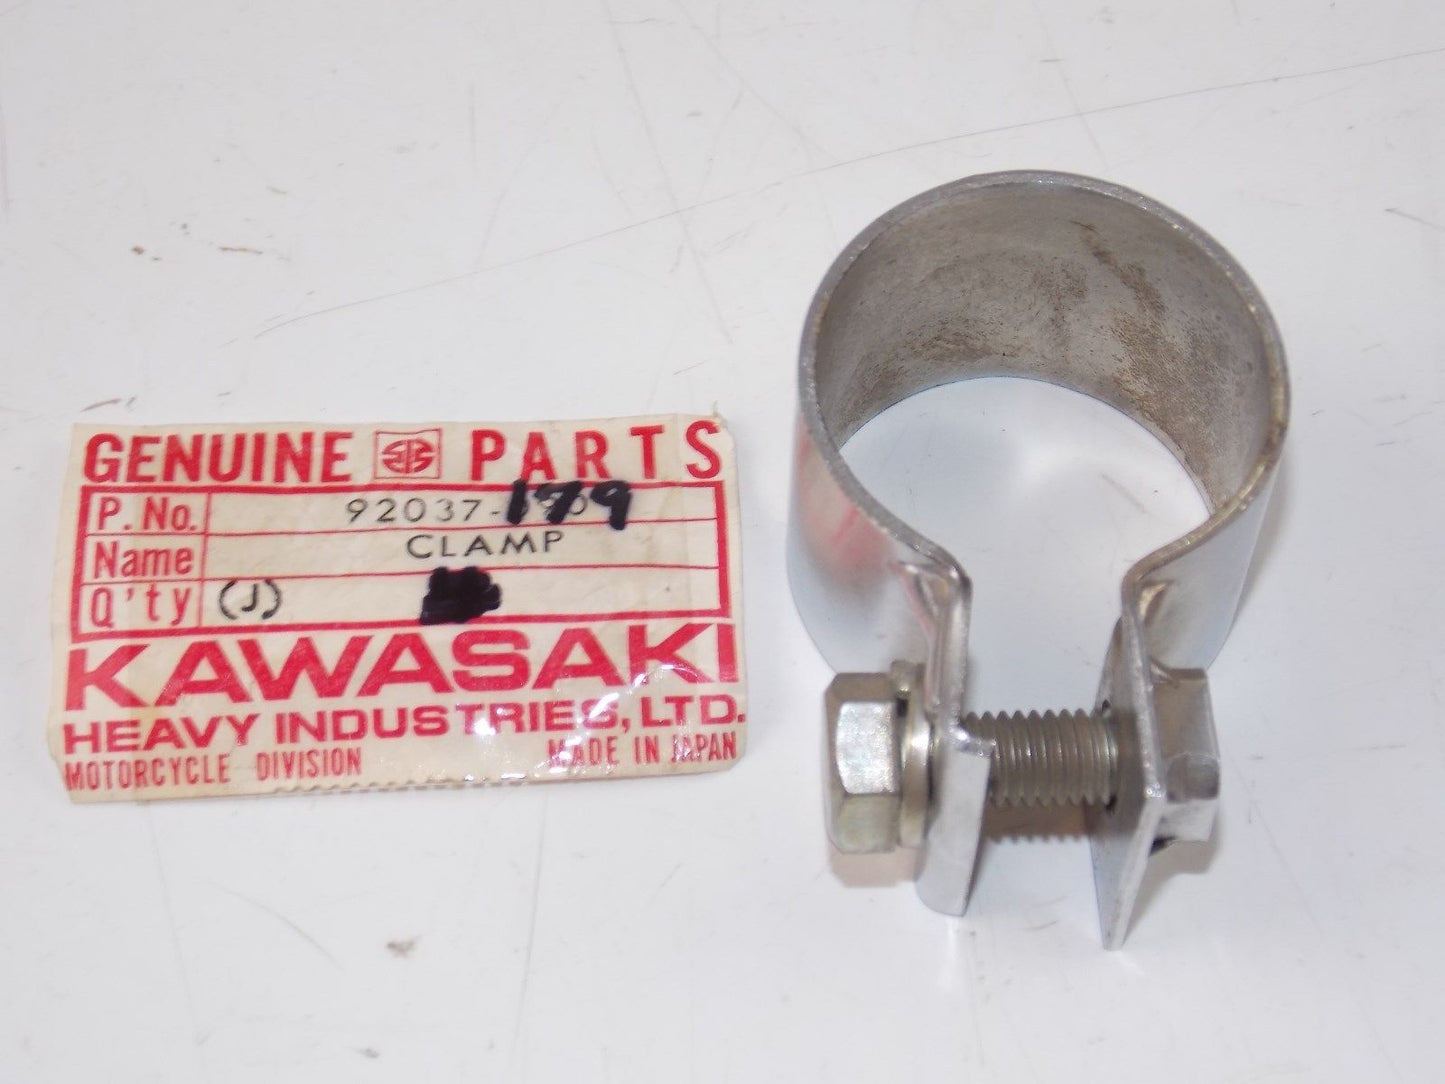 GENUINE PARTS
P. No. 92037-179
Name CLAMP
Q'ty (J)
KAWASAKI
HEAVY INDUSTRIES, LTD.
MOTORCYCLE DIVISION MADE IN JAPAN